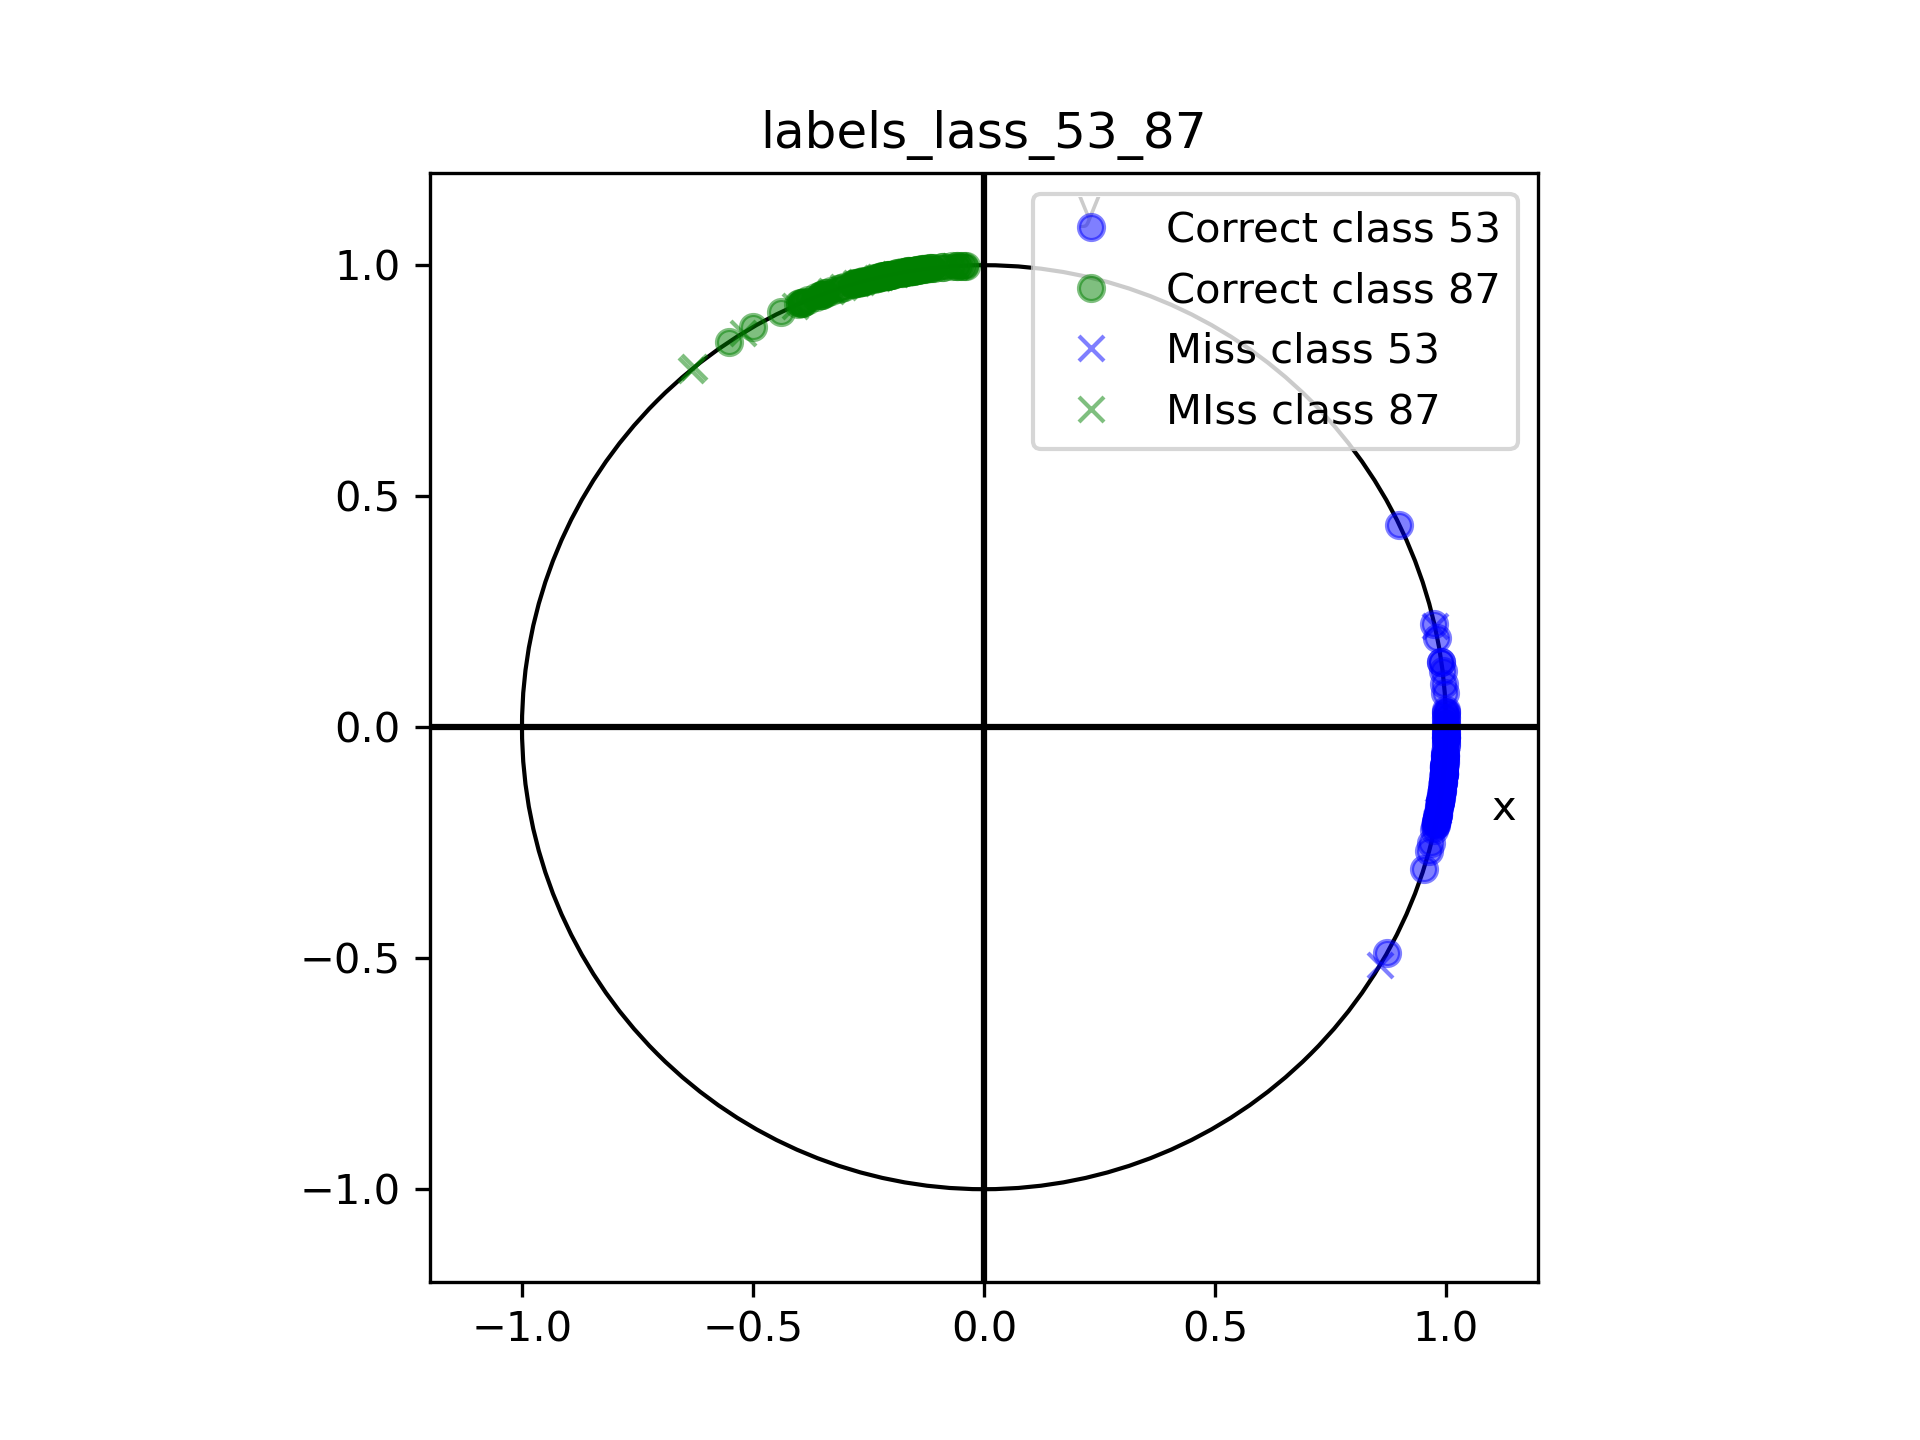 labels_lass_53_87
y
Correct class 53
Correct class 87
Miss class 53
MIss class 87
1.0
0.5
0.0
−0.5
−1.0
x
−1.0
−0.5
0.0
0.5
1.0